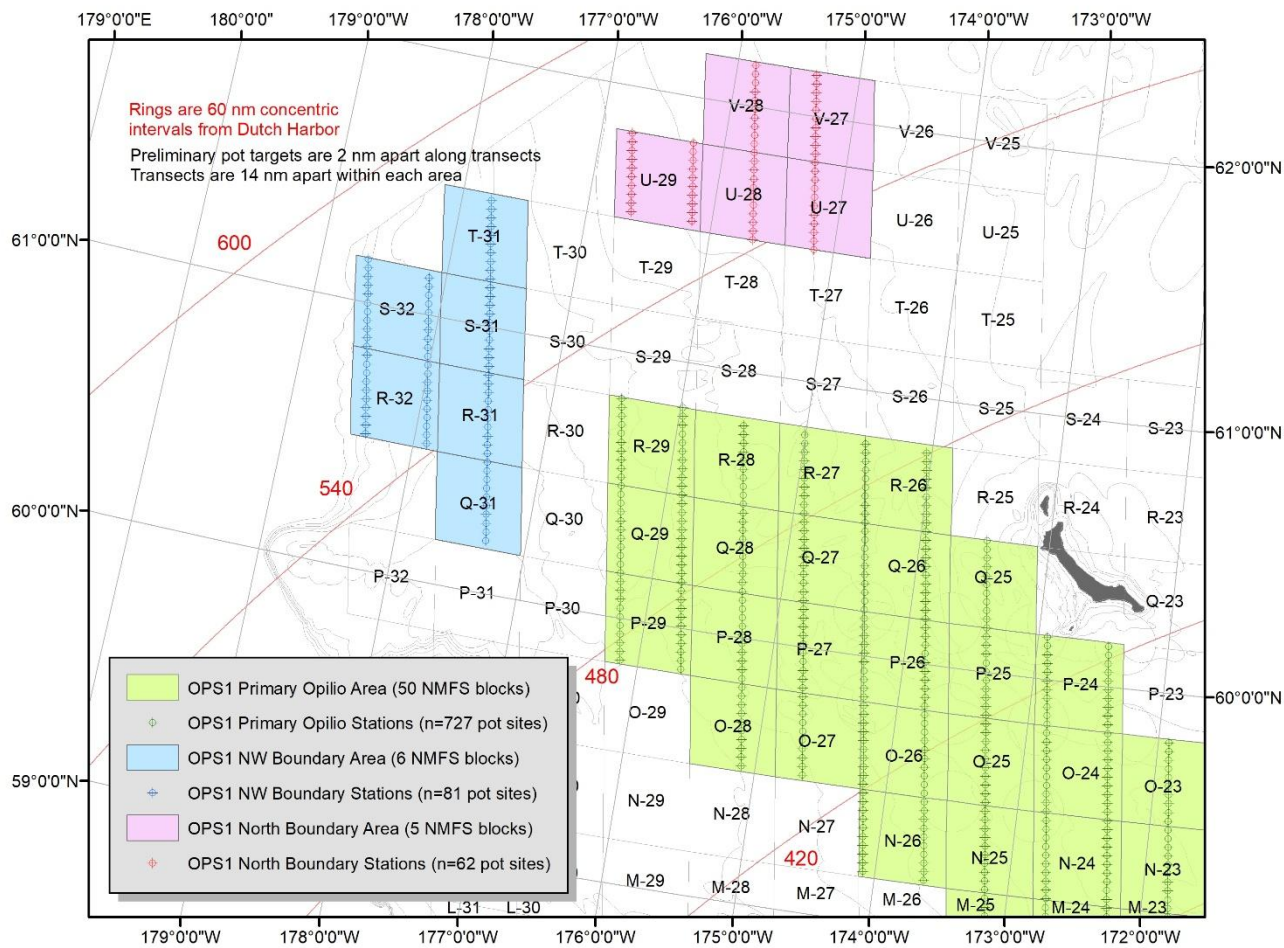 179°0'0"W 180°0'0" 179°0'0"W 178°0'0"W 177°0'0"W 176°0'0"W 175°0'0"W 174°0'0"W 173°0'0"W
Rings are 60 nm concentric
intervals from Dutch Harbor
Preliminary pot targets are 2 nm apart along transects
Transects are 14 nm apart within each area
V-28 V-27 V-26 V-25
62°0'0"N
U-29 U-28 U-27 U-26 U-25
61°0'0"N
600
T-31 T-30 T-29 T-28 T-27 T-26 T-25
S-32 S-31 S-30 S-29 S-28 S-27 S-26 S-25 S-24 S-23
61°0'0"N
R-32 R-31 R-30 R-29 R-28 R-27 R-26 R-25 R-24 R-23
540
60°0'0"N
Q-31 Q-30 Q-29 Q-28 Q-27 Q-26 Q-25 Q-23
P-32 P-31 P-30 P-29 P-28 P-27 P-26 P-25 P-24 P-23
480
60°0'0"N
O-29 O-28 O-27 O-26 O-25 O-24 O-23
59°0'0"N
N-29 N-28 N-27 N-26 N-25 N-24 N-23
420
M-29 M-28 M-27 M-26 M-25 M-24 M-23
L-31 L-30
OPS1 Primary Opilio Area (50 NMFS blocks)
OPS1 Primary Opilio Stations (n=727 pot sites)
OPS1 NW Boundary Area (6 NMFS blocks)
OPS1 NW Boundary Stations (n=81 pot sites)
OPS1 North Boundary Area (5 NMFS blocks)
OPS1 North Boundary Stations (n=62 pot sites)
179°0'0"W 178°0'0"W 177°0'0"W 176°0'0"W 175°0'0"W 174°0'0"W 173°0'0"W 172°0'0"W